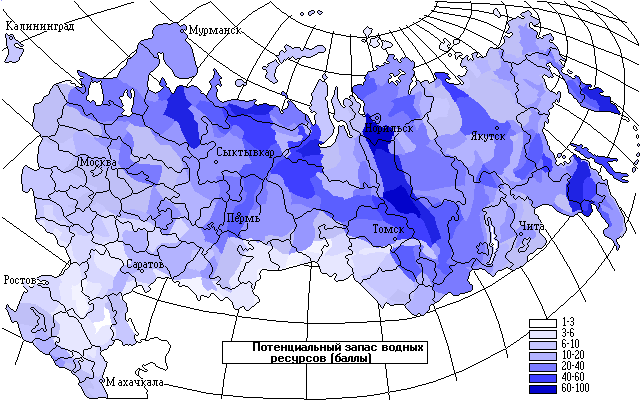 Калининград
Мурманск
Норильск
Якутск
Сыктывкар
Москва
Пермь
Томск
Чита
Саратов
Ростов
Махачкала
Потенциальный запас водных
ресурсов (баллы)
1-3
3-6
6-10
10-20
20-40
40-60
60-100